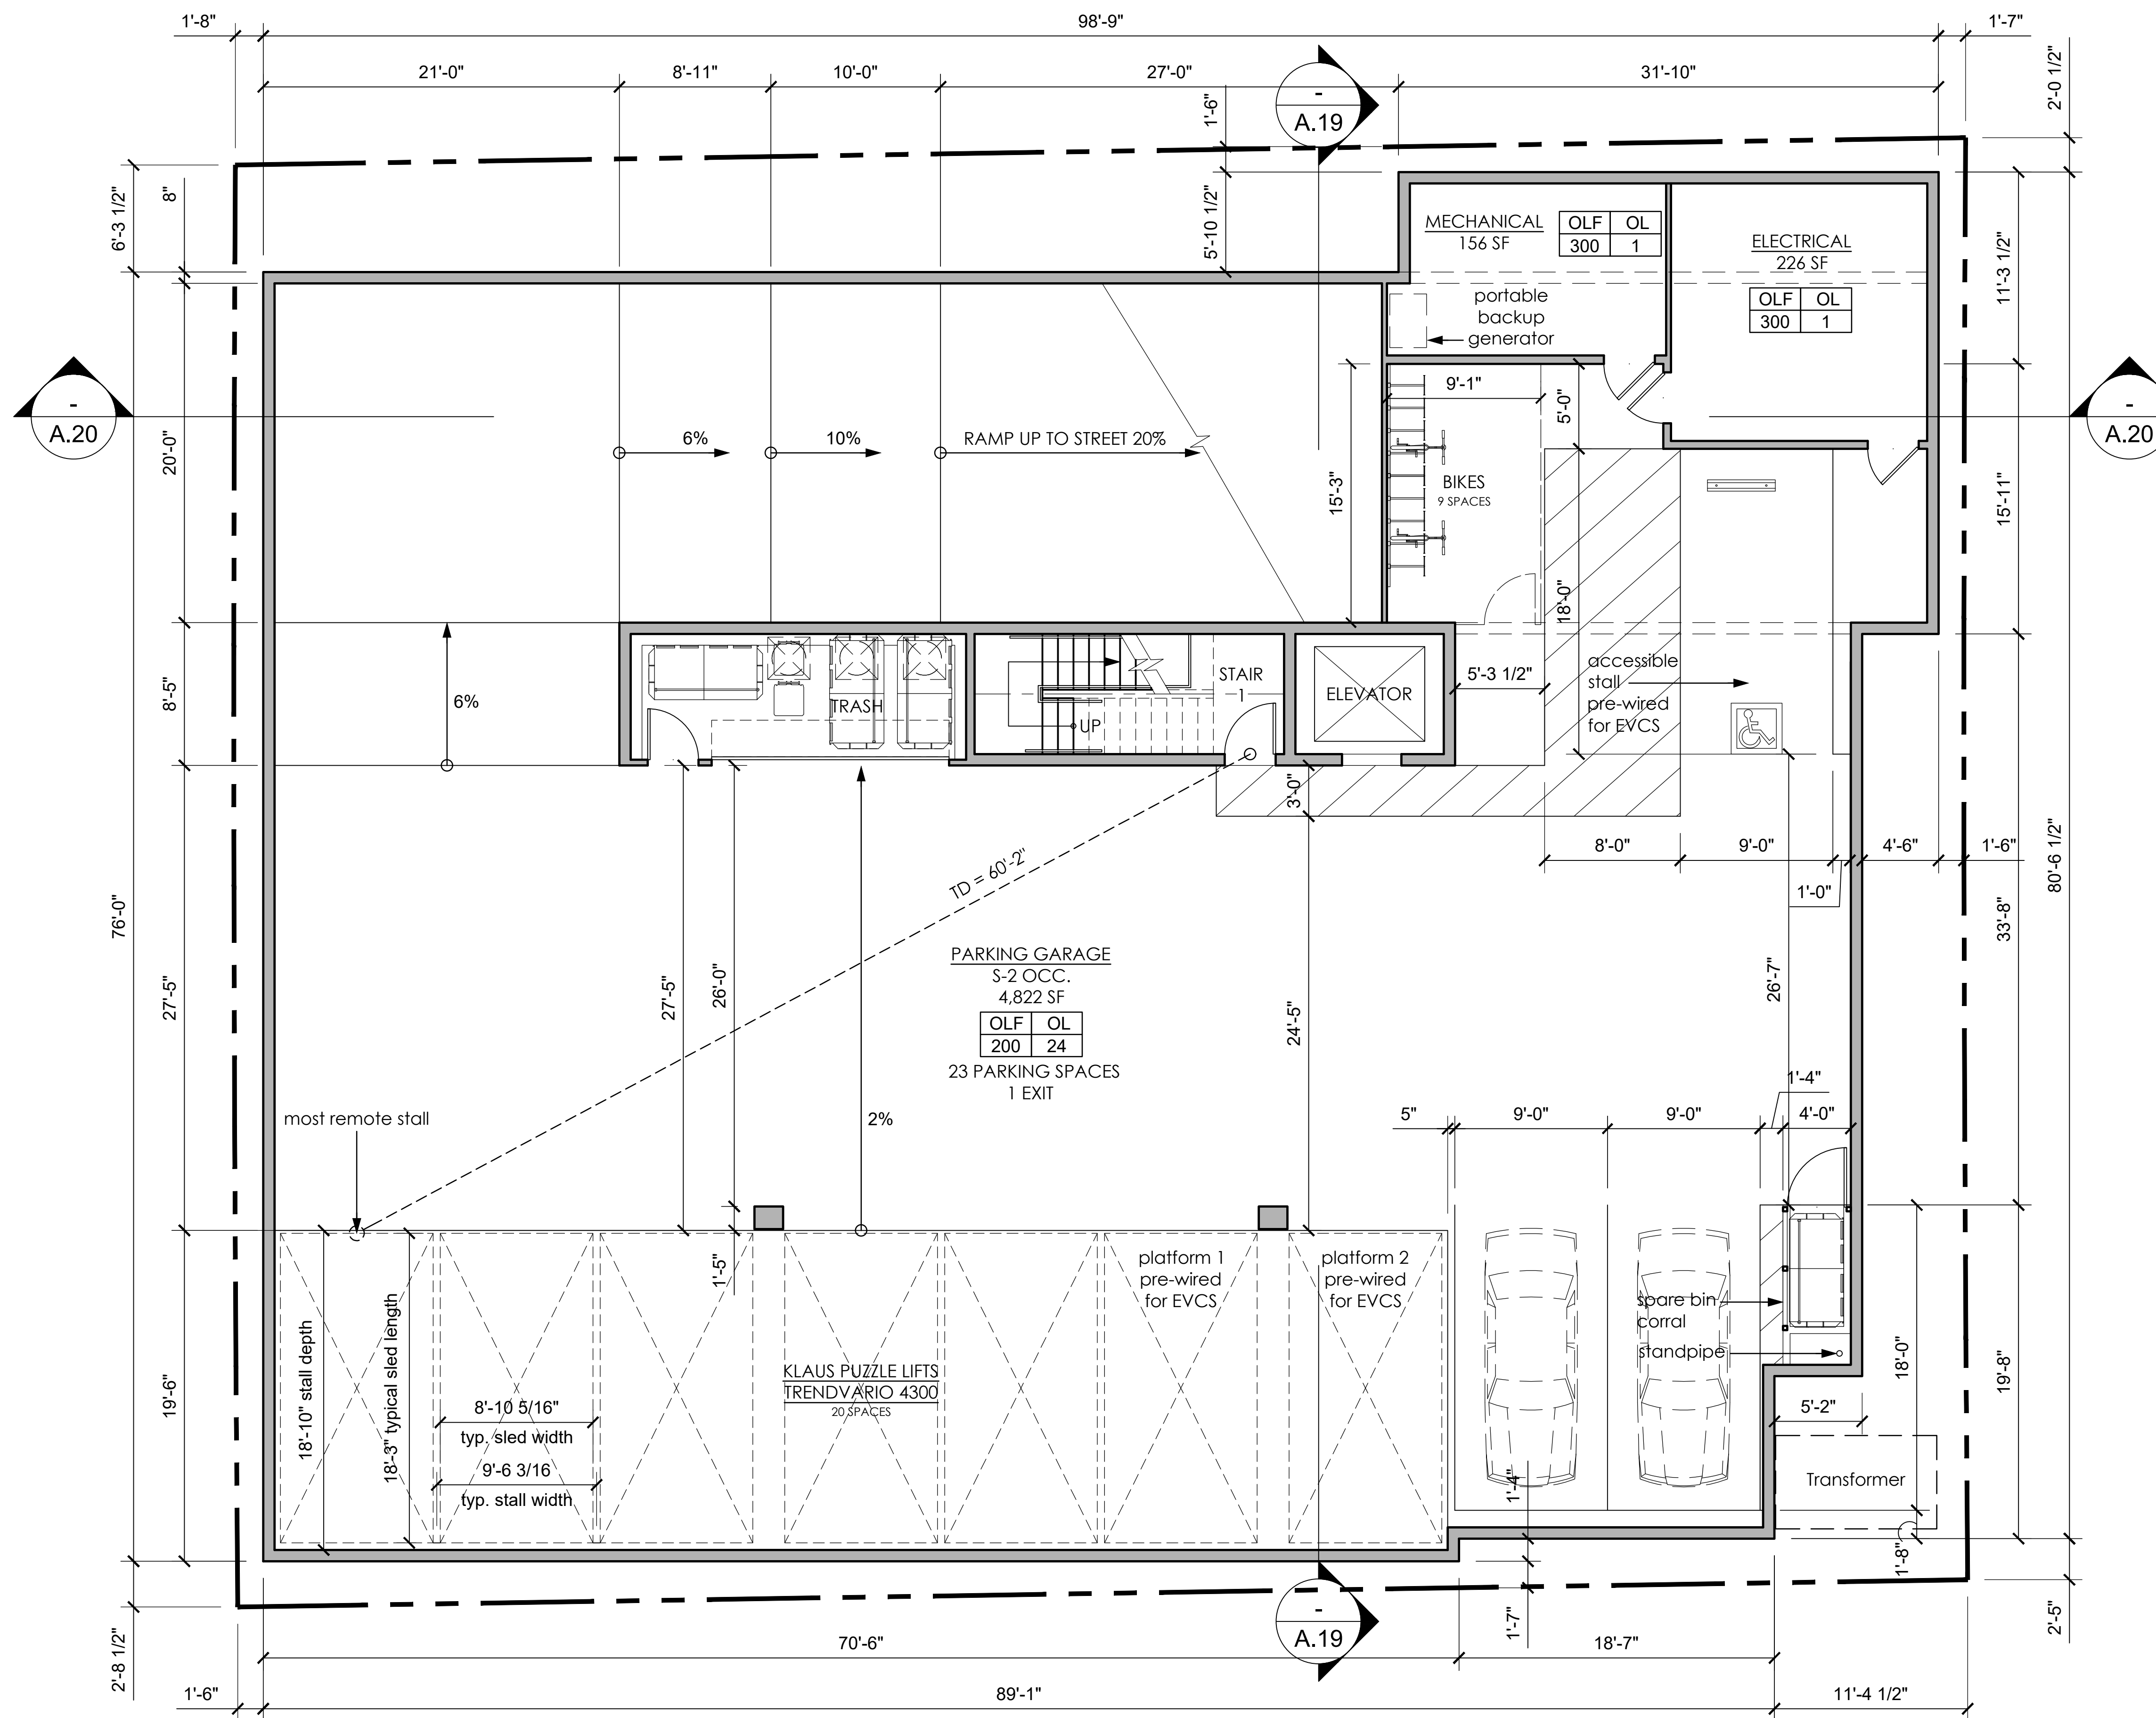 1'-8"
98'-9"
1'-7"
21'-0"
8'-11"
10'-0"
27'-0"
31'-10"
2'-0 1/2"
1'-6"
-
A.19
6'-3 1/2"
8"
5'-10 1/2"
MECHANICAL
156 SF
OLF OL
300 1
ELECTRICAL
226 SF
OLF OL
300 1
11'-3 1/2"
portable
backup
generator
-
A.20
20'-0"
6%
10%
RAMP UP TO STREET 20%
9'-1"
5'-0"
-
A.20
15'-3"
BIKES
9 SPACES
15'-11"
18'-0"
8'-5"
6%
TRASH
STAIR
1
UP
ELEVATOR
5'-3 1/2"
accessible
stall
pre-wired
for EVCS
3'-0"
8'-0"
9'-0"
4'-6"
1'-6"
1'-0"
80'-6 1/2"
76'-0"
27'-5"
27'-5"
26'-0"
TD = 60'-2"
PARKING GARAGE
S-2 OCC.
4,822 SF
OLF OL
200 24
23 PARKING SPACES
1 EXIT
24'-5"
26'-7"
33'-8"
most remote stall
2%
1'-4"
5"
9'-0"
9'-0"
4'-0"
1'-5"
platform 1
pre-wired
for EVCS
platform 2
pre-wired
for EVCS
spare bin
corral
standpipe
19'-6"
18'-10" stall depth
18'-3" typical sled length
8'-10 5/16"
typ. sled width
9'-6 3/16
typ. stall width
KLAUS PUZZLE LIFTS
TRENDVARIO 4300
20 SPACES
18'-0"
19'-8"
5'-2"
Transformer
1'-4"
1'-8"
2'-8 1/2"
-
A.19
1'-7"
2'-5"
70'-6"
18'-7"
1'-6"
89'-1"
11'-4 1/2"